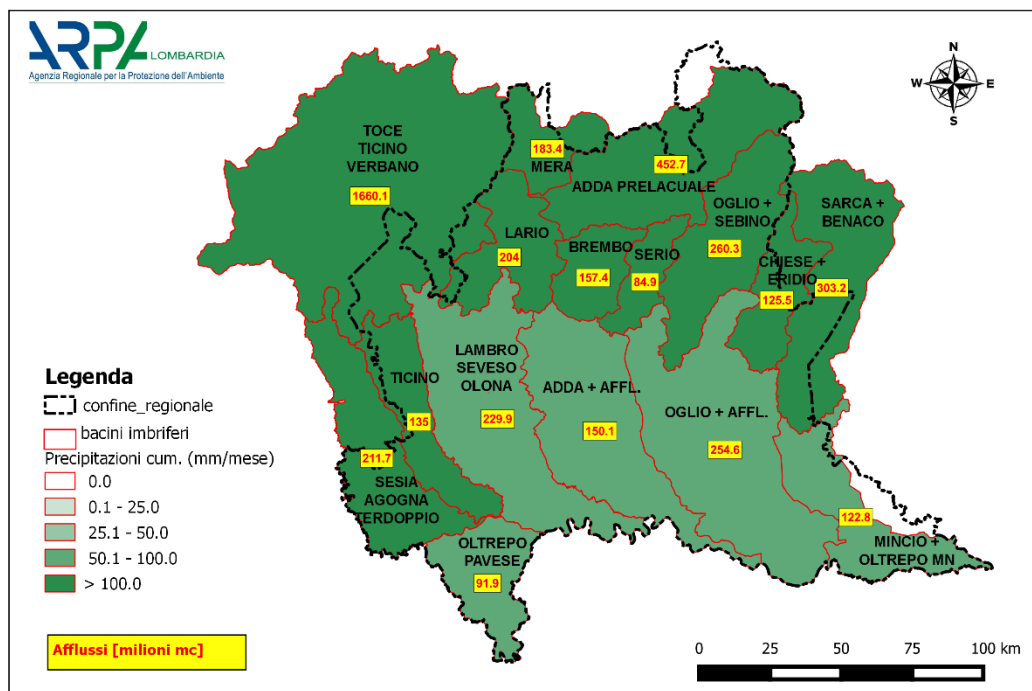 ARPA LOMBARDIA
Agenzia Regionale per la Protezione dell'Ambiente
N
W E
S
TOCE
TICINO
VERBANO
1660.1
183.4
MERA
452.7
ADDA PRELACUALE
OGLIO +
SEBINO
260.3
SARCA +
BENACO
303.2
LARIO
204
BREMBO
157.4
SERIO
84.9
CHIESE +
ERIDIO
125.5
TICINO
135
LAMBRO
SEVESO
OLONA
229.9
ADDA + AFFL.
150.1
OGLIO + AFFL.
254.6
211.7
SESIA
AGOGNA
TERDOPPIO
OLTREPO
PAVESE
91.9
122.8
MINCIO +
OLTREPO MN
Legenda
confine_regionale
bacini imbriferi
Precipitazioni cum. (mm/mese)
0.0
0.1 - 25.0
25.1 - 50.0
50.1 - 100.0
> 100.0
Afflussi [milioni mc]
0 25 50 75 100 km